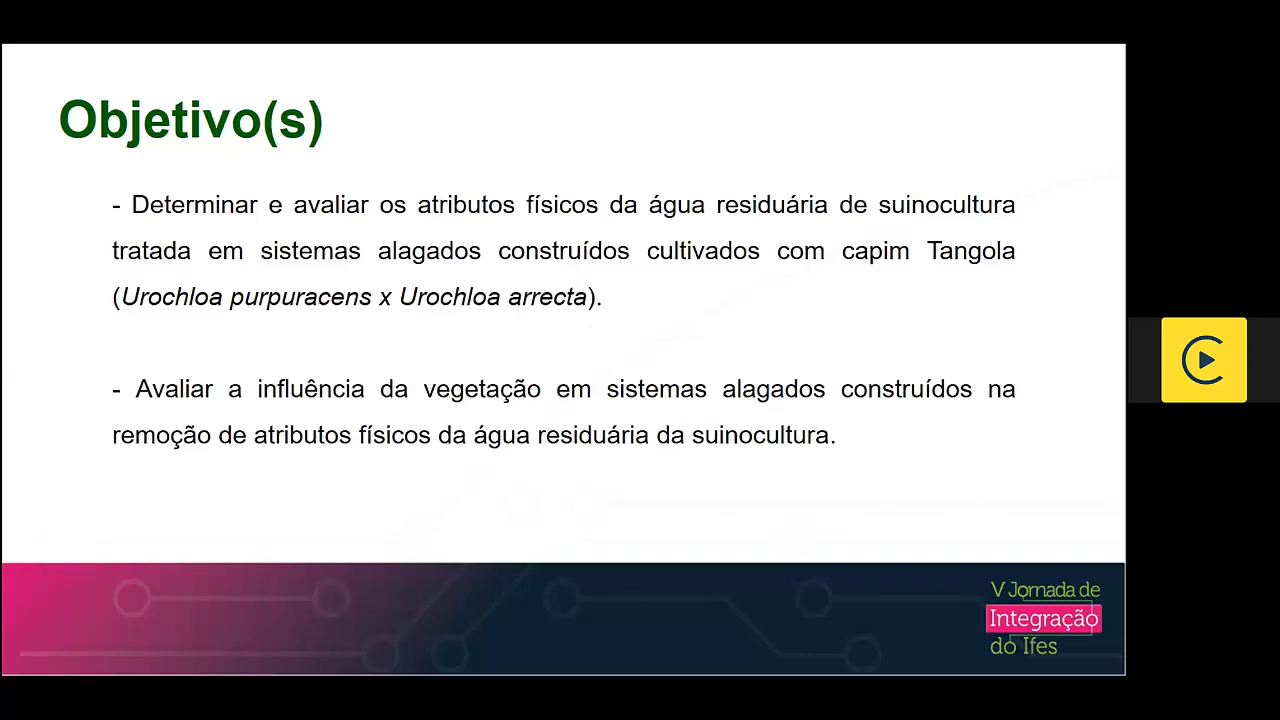 Objetivo(s)
- Determinar e avaliar os atributos físicos da água residuária de suinocultura
tratada em sistemas alagados construídos cultivados com capim Tangola
(Urochloa purpuracens x Urochloa arrecta).
- Avaliar a influência da vegetação em sistemas alagados construídos na
remoção de atributos físicos da água residuária da suinocultura.
V Jornada de
Integração
do Ifes